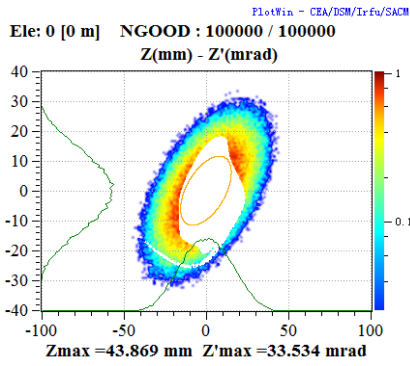 PlotWin - CEA/DSM/Irfu/SACM
Ele: 0 [0 m] NGOOD : 100000 / 100000
Z(mm) - Z'(mrad)
40
30
20
10
0
-10
-20
-30
-40
-100 -50 0 50 100
1
0.1
Zmax =43.869 mm Z'max =33.534 mrad